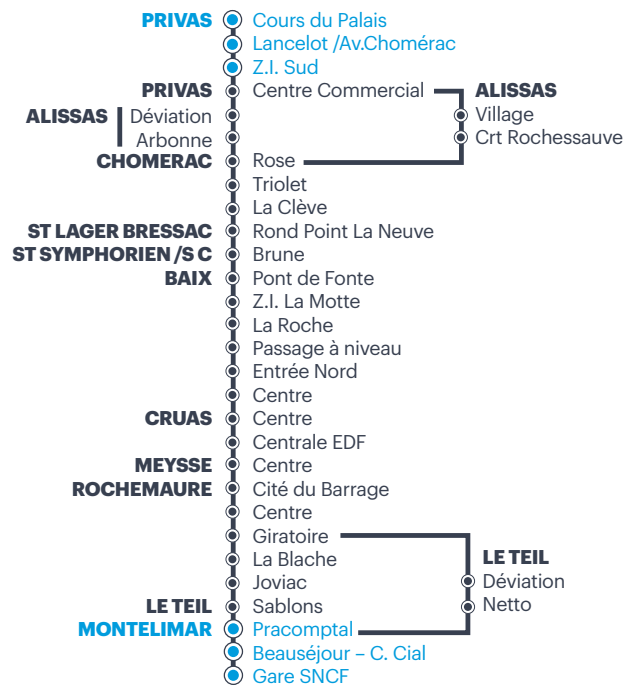 PRIVAS Cours du Palais
Lancelot /Av.Chomérac
Z.I. Sud
PRIVAS Centre Commercial ALISSAS
ALISSAS Déviation Village
Arbonne Crt Rochessauve
CHOMERAC Rose
Triolet
La Clève
ST LAGER BRESSAC Rond Point La Neuve
ST SYMPHORIEN /S C Brune
BAIX Pont de Fonte
Z.I. La Motte
La Roche
Passage à niveau
Entrée Nord
Centre
CRUAS Centre
Centrale EDF
MEYSSE Centre
ROCHEMAURE Cité du Barrage
Centre
Giratoire
La Blache LE TEIL
Joviac Déviation
LE TEIL Sablons Netto
MONTELIMAR Pracomptal
Beauséjour – C. Cial
Gare SNCF